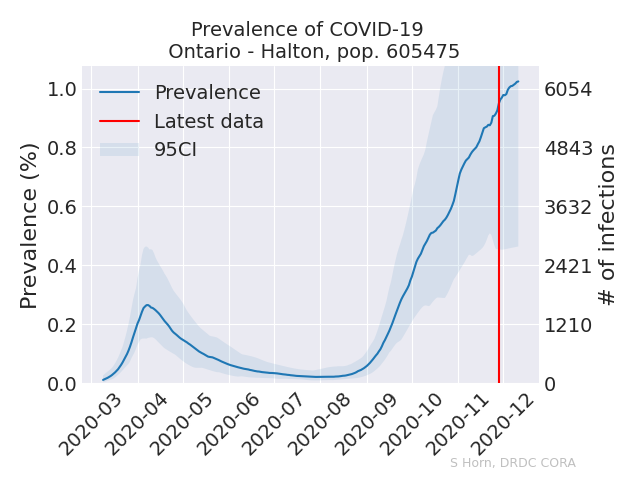 Prevalence of COVID-19
Ontario - Halton, pop. 605475
Prevalence (%)
1.0
0.8
0.6
0.4
0.2
0.0
Prevalence
Latest data
95CI
6054
4843
3632
2421
1210
0
# of infections
2020-03
2020-04
2020-05
2020-06
2020-07
2020-08
2020-09
2020-10
2020-11
2020-12
S Horn, DRDC CORA